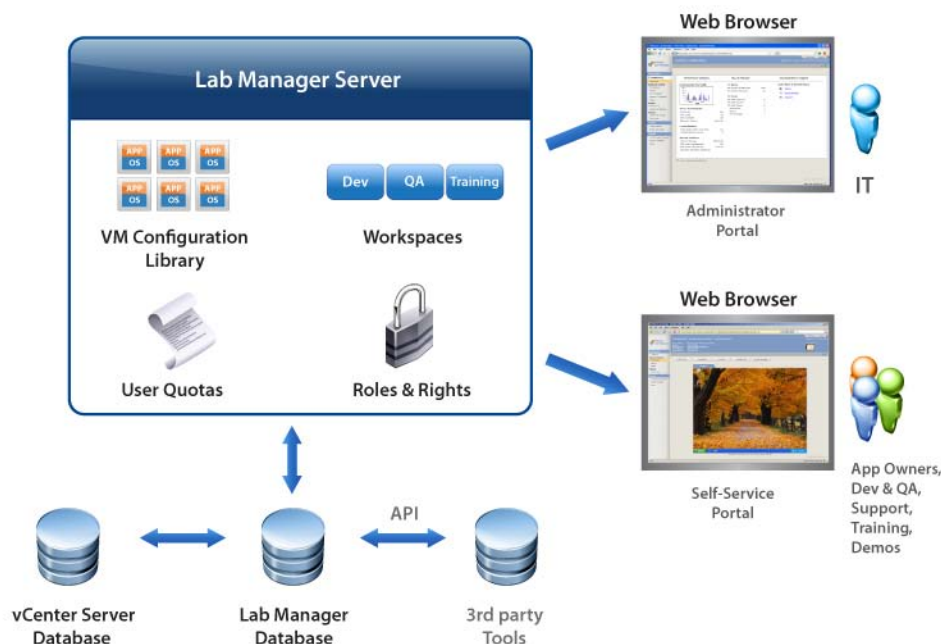 Lab Manager Server
APP
OS
APP
OS
APP
OS
APP
OS
APP
OS
APP
OS
VM Configuration
Library
Dev
QA
Training
Workspaces
User Quotas
Roles & Rights
Web Browser
Administrator
Portal
IT
Web Browser
Self-Service
Portal
App Owners,
Dev & QA,
Support,
Training,
Demos
API
vCenter Server
Database
Lab Manager
Database
3rd party
Tools